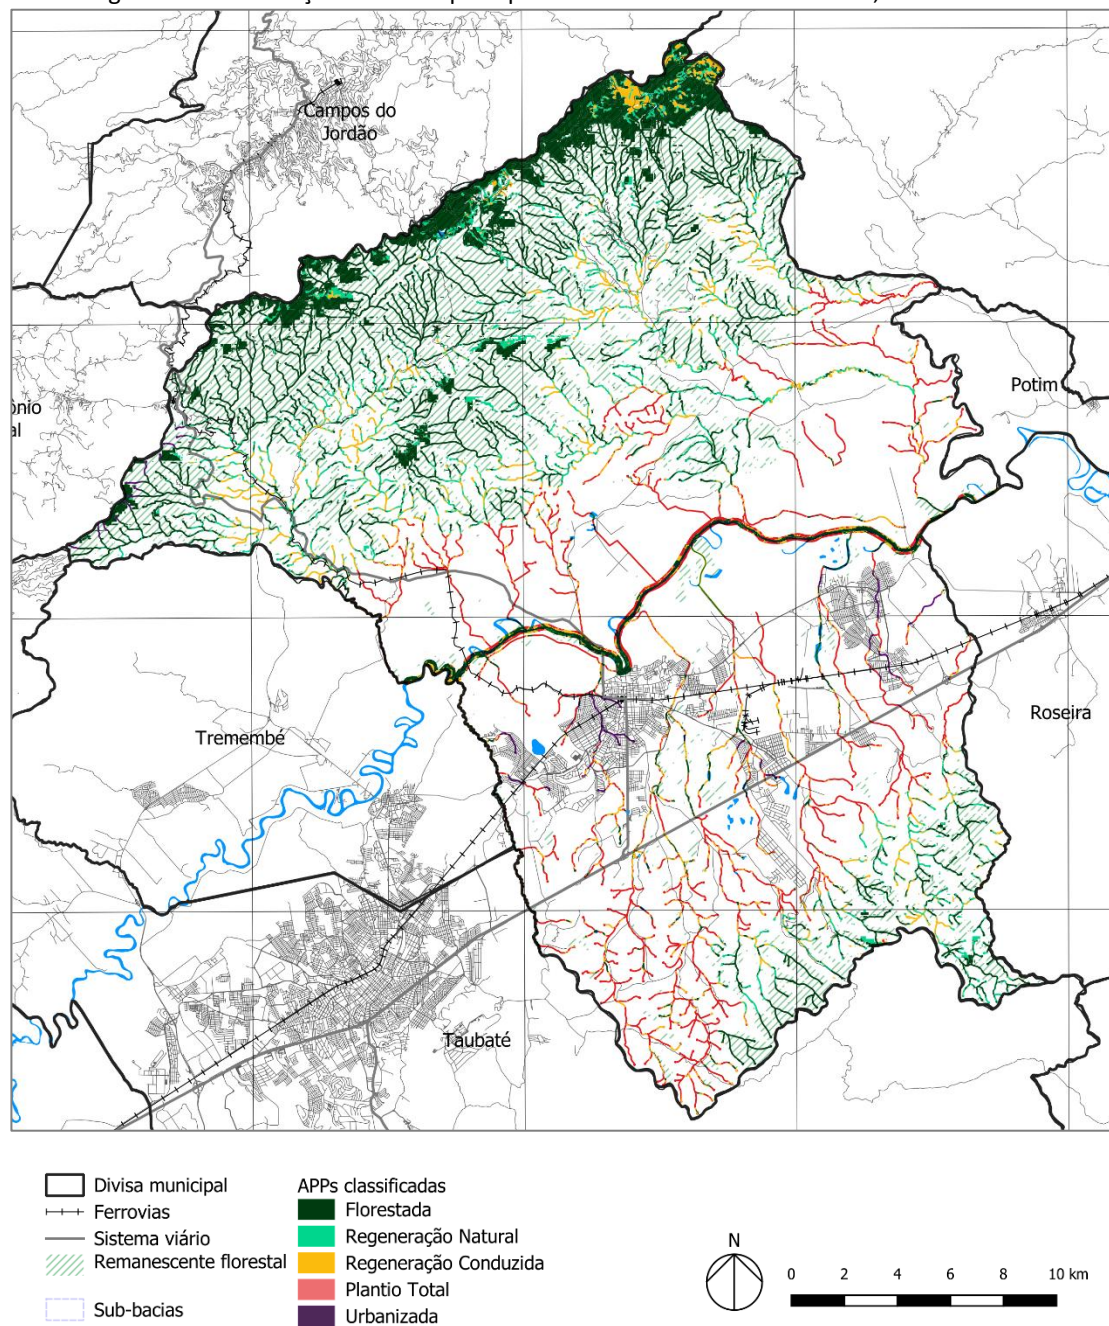 Campos do
Jordão
Potim
Tremembé
Roseira
Taubaté
Divisa municipal
Ferrovias
Sistema viário
Remanescente florestal
Sub-bacias
APPs classificadas
Florestada
Regeneração Natural
Regeneração Conduzida
Plantio Total
Urbanizada
N
0 2 4 6 8 10 km